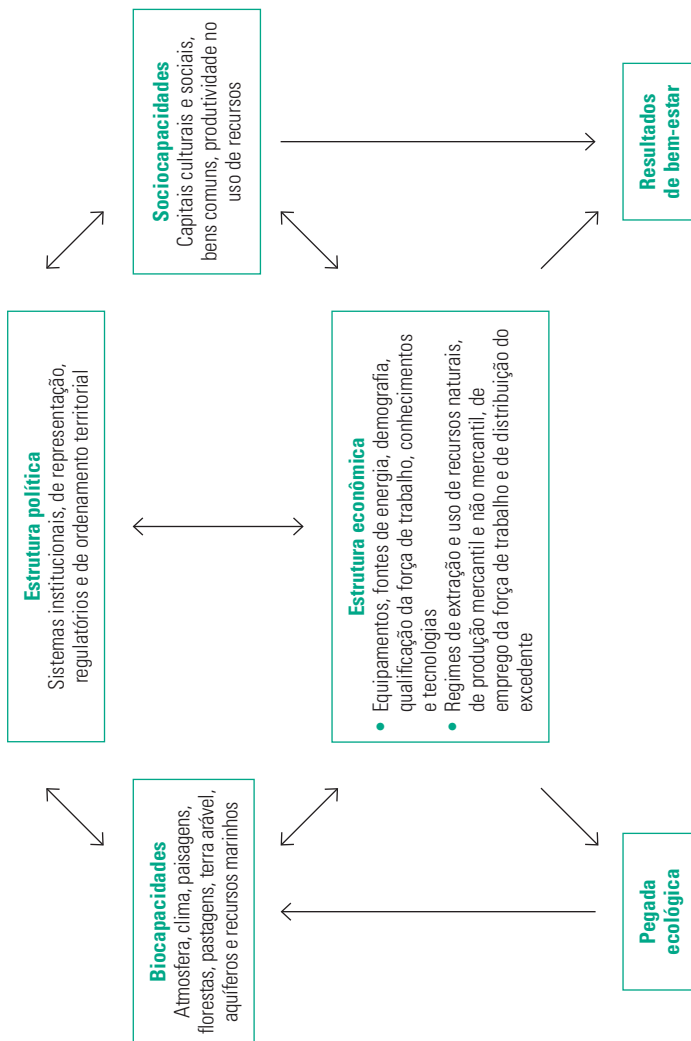 Estrutura política
Sistemas institucionais, de representação,
regulatórios e de ordenamento territorial
Biocapacidades
Atmosfera, clima, paisagens,
florestas, pastagens, terra arável,
aquíferos e recursos marinhos
Sociocapacidades
Capitais culturais e sociais,
bens comuns, produtividade no
uso de recursos
Estrutura econômica
• Equipamentos, fontes de energia, demografia,
qualificação da força de trabalho, conhecimentos
e tecnologias
• Regimes de extração e uso de recursos naturais,
de produção mercantil e não mercantil, de
emprego da força de trabalho e de distribuição do
excedente
Pegada
ecológica
Resultados
de bem-estar